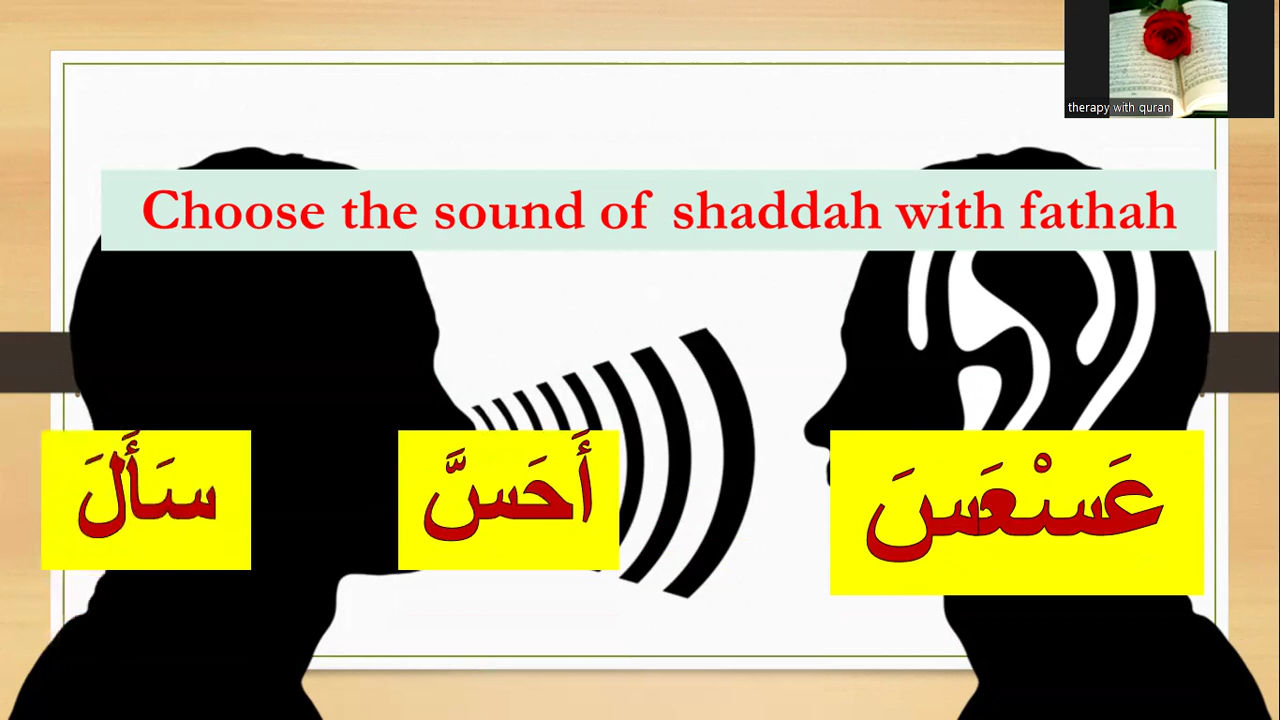 therapy with quran
Choose the sound of shaddah with fathah
سَأَلَ
أَحَسَّ
عَسْعَسَ